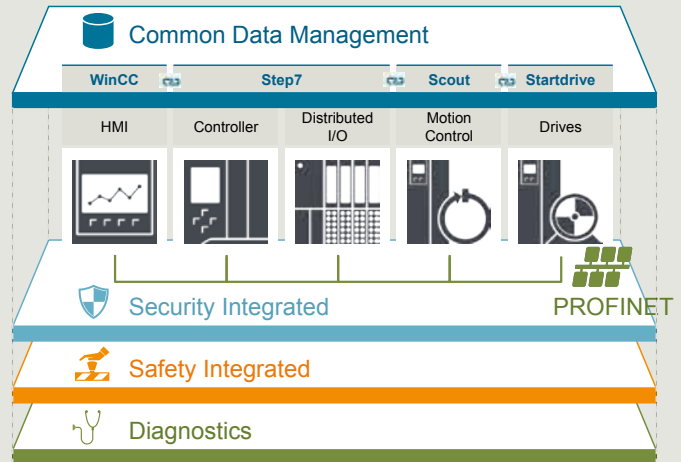 Common Data Management
WinCC Step7 Scout Startdrive
HMI Controller Distributed I/O Motion Control Drives
PROFINET
Security Integrated
Safety Integrated
Diagnostics